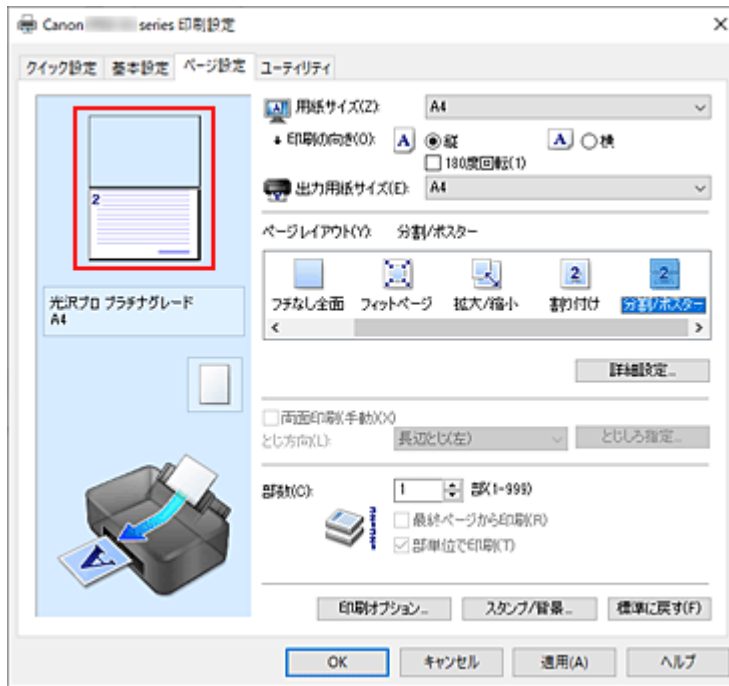 Canon series 印刷設定
クイック設定 基本設定 ページ設定 ユーティリティ
2
光沢プロ プラチナグレード
A4
用紙サイズ(Z): A4
印刷の向き(O): A 縦 A 横
180度回転(1)
出力用紙サイズ(E): A4
ページレイアウト(Y): 分割/ポスター
2 2
フチなし全面 フィットページ 拡大/縮小 割り付け 分割/ポスター
詳細設定...
両面印刷(手動)(X)
とじ方向(L): 長辺とじ(左) とじしろ指定...
部数(C): 1 部(1-999)
最終ページから印刷(R)
部単位で印刷(T)
A
印刷オプション... スタンプ/背景... 標準に戻す(F)
OK キャンセル 適用(A) ヘルプ